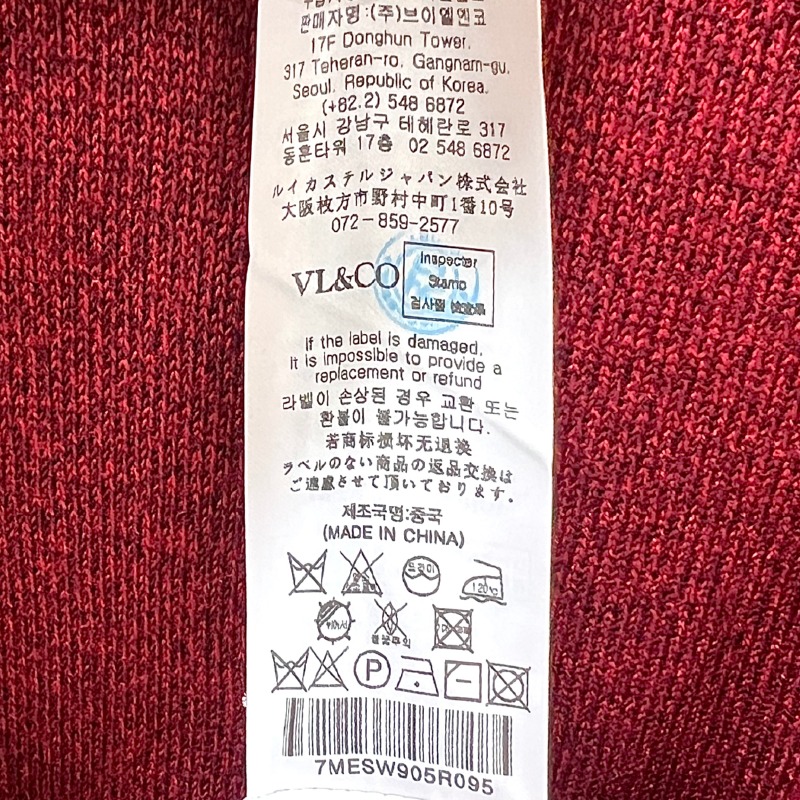 판매자명:(주)브이엘엔코
17F Donghun Tower,
317 Teheran-ro, Gangnam-gu,
Seoul, Republic of Korea.
(+82.2) 548 6872
서울시 강남구 테헤란로 317
동훈타워 17층 02 548 6872
ルイカステルジャパン株式会社
大阪枚方市野村中町1番10号
072-859-2577
VL&CO
Inspector
Stamp
검사필
If the label is damaged,
it is impossible to provide a
replacement or refund
라벨이 손상된 경우 교환 또는
환불이 불가능합니다.
若商标损坏无退换
ラベルのない商品の返品交換は
ご遠慮させて頂いております。
제조국명:중국
(MADE IN CHINA)
드라이
120℃
P
7MESW905R095